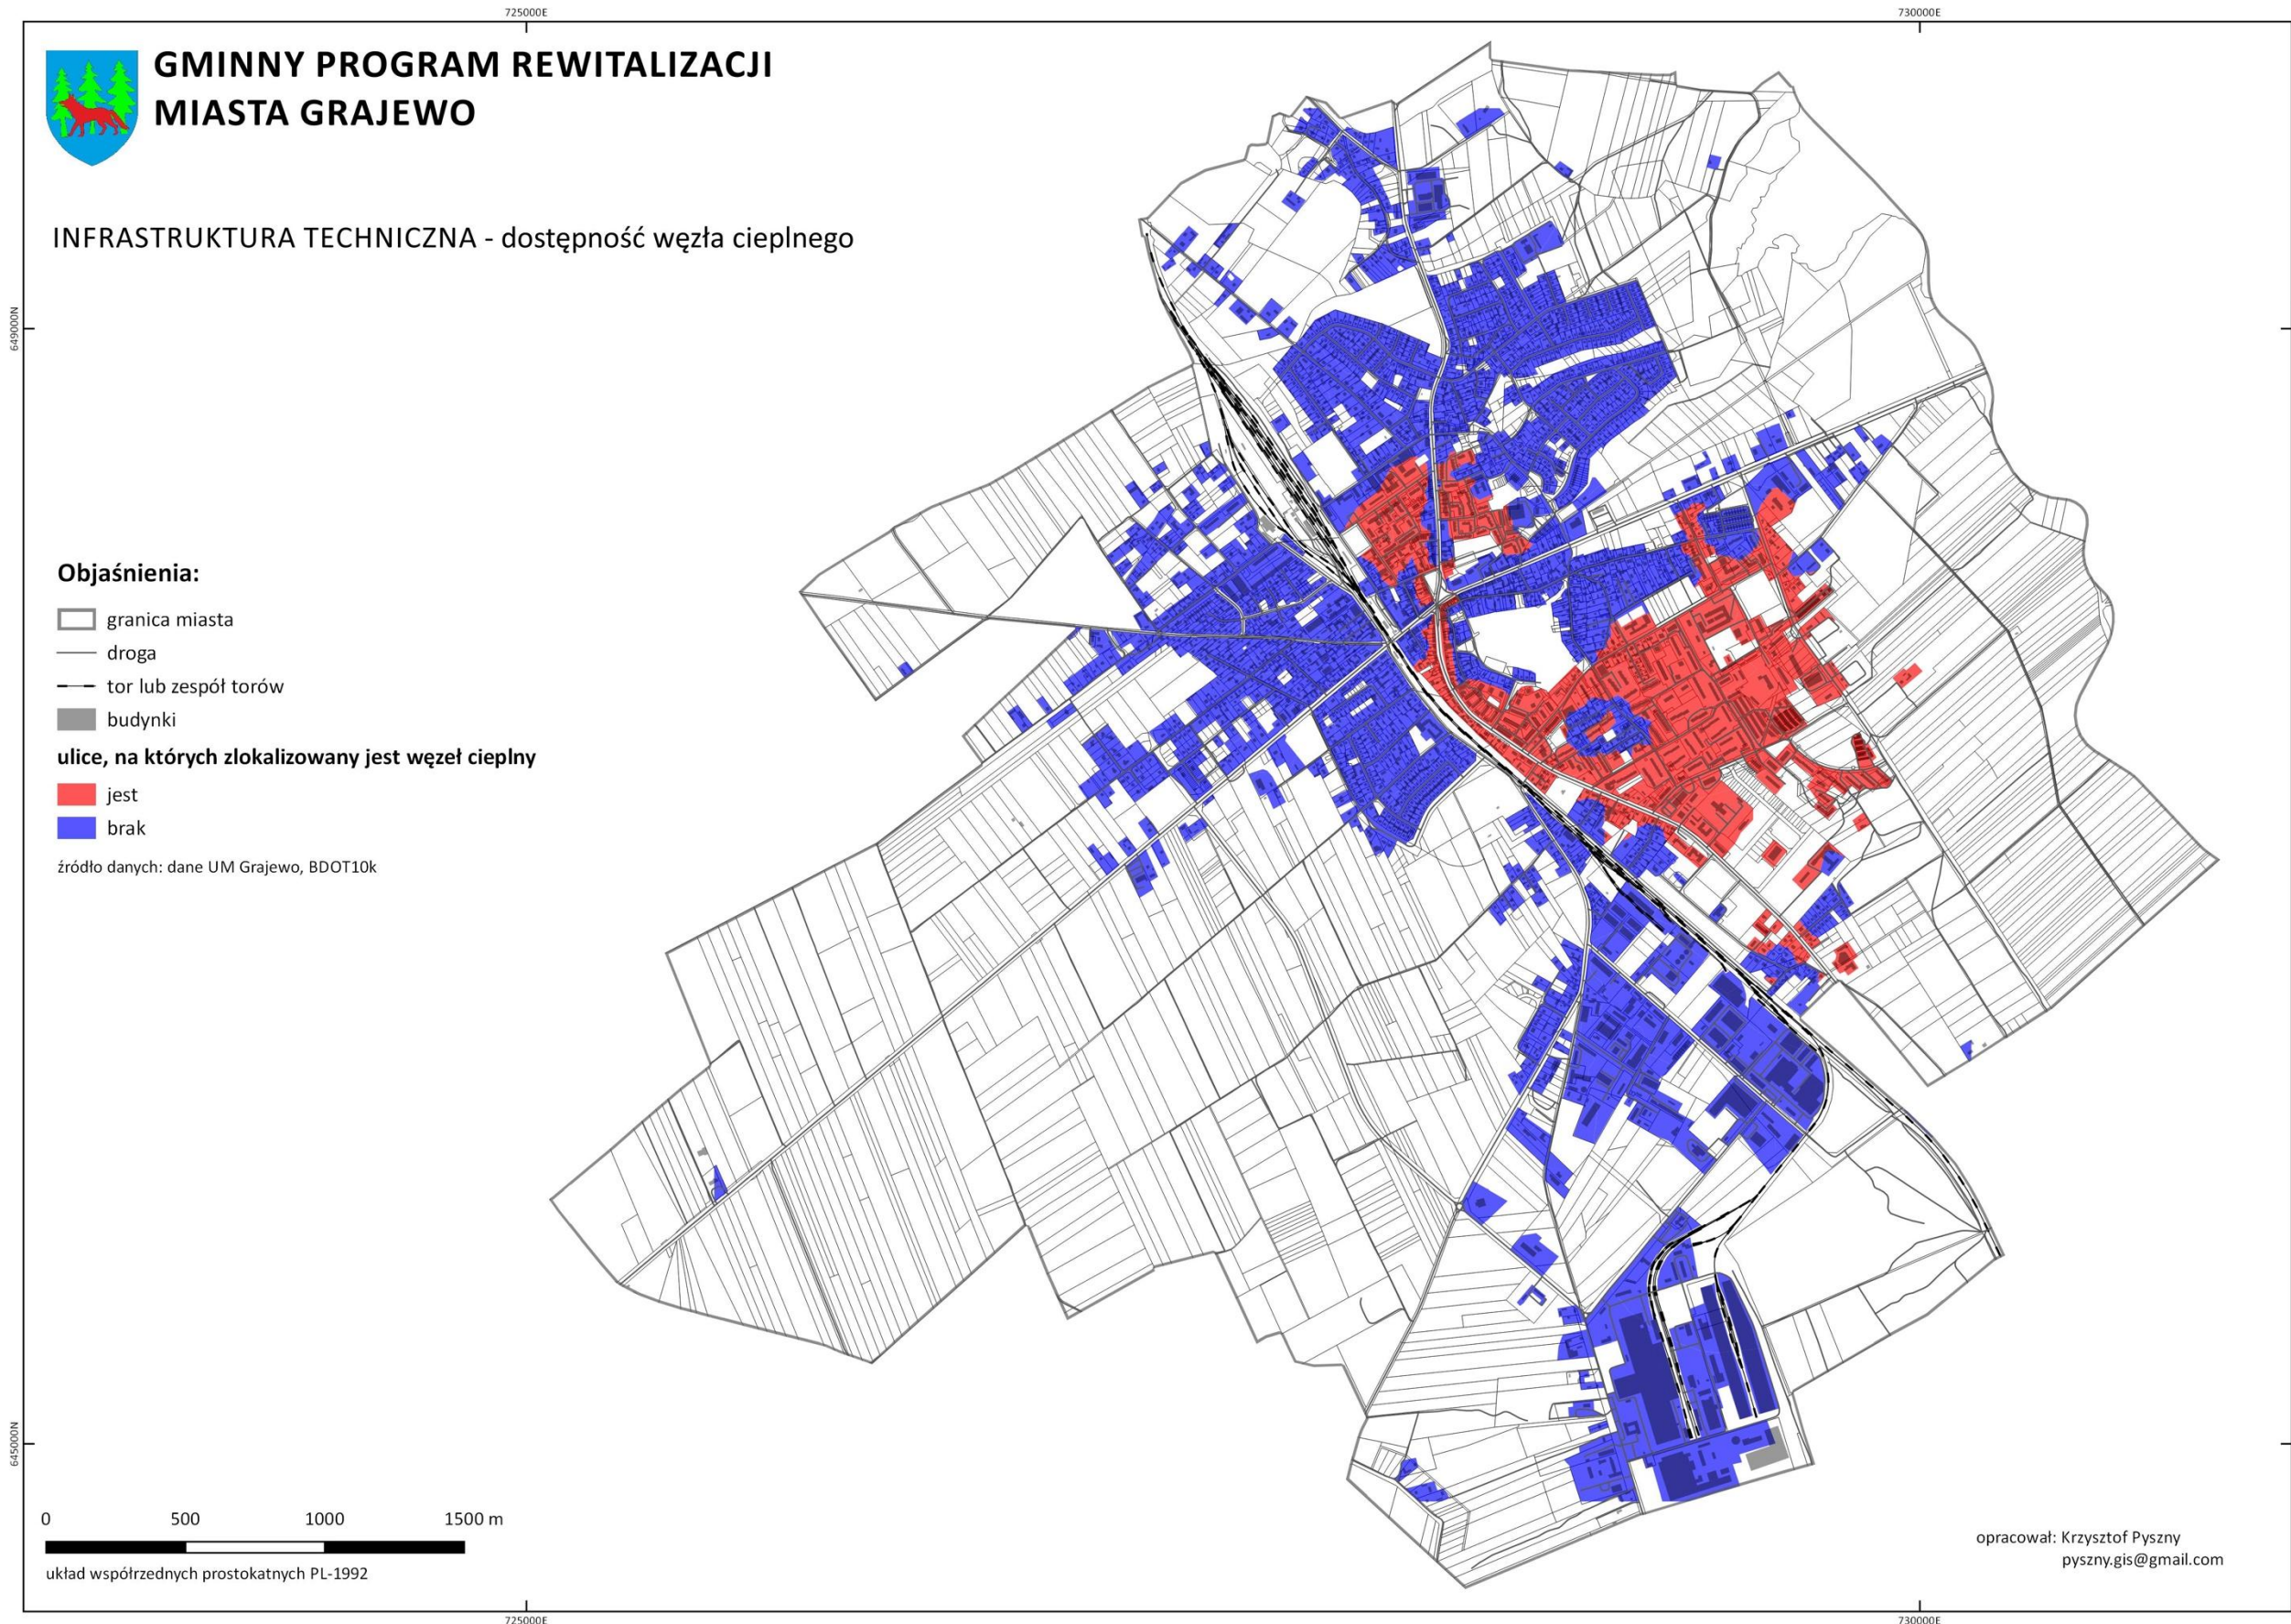 725000E
730000E
GMINNY PROGRAM REWITALIZACJI
MIASTA GRAJEWO
INFRASTRUKTURA TECHNICZNA - dostępność węzła cieplnego
649000N
Objaśnienia:
granica miasta
droga
tor lub zespół torów
budynki
ulice, na których zlokalizowany jest węzeł cieplny
jest
brak
źródło danych: dane UM Grajewo, BDOT10k
645000N
0 500 1000 1500 m
układ współrzędnych prostokatnych PL-1992
opracował: Krzysztof Pyszny
pyszny.gis@gmail.com
725000E
730000E